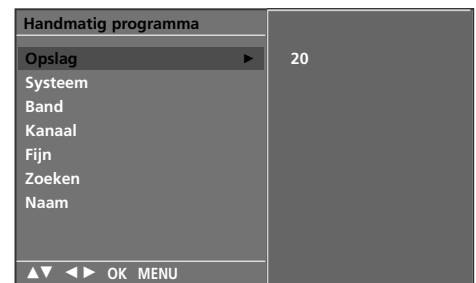 Handmatig programma
Opslag ► 20
Systeem
Band
Kanaal
Fijn
Zoeken
Naam
▲▼ ◄► OK MENU